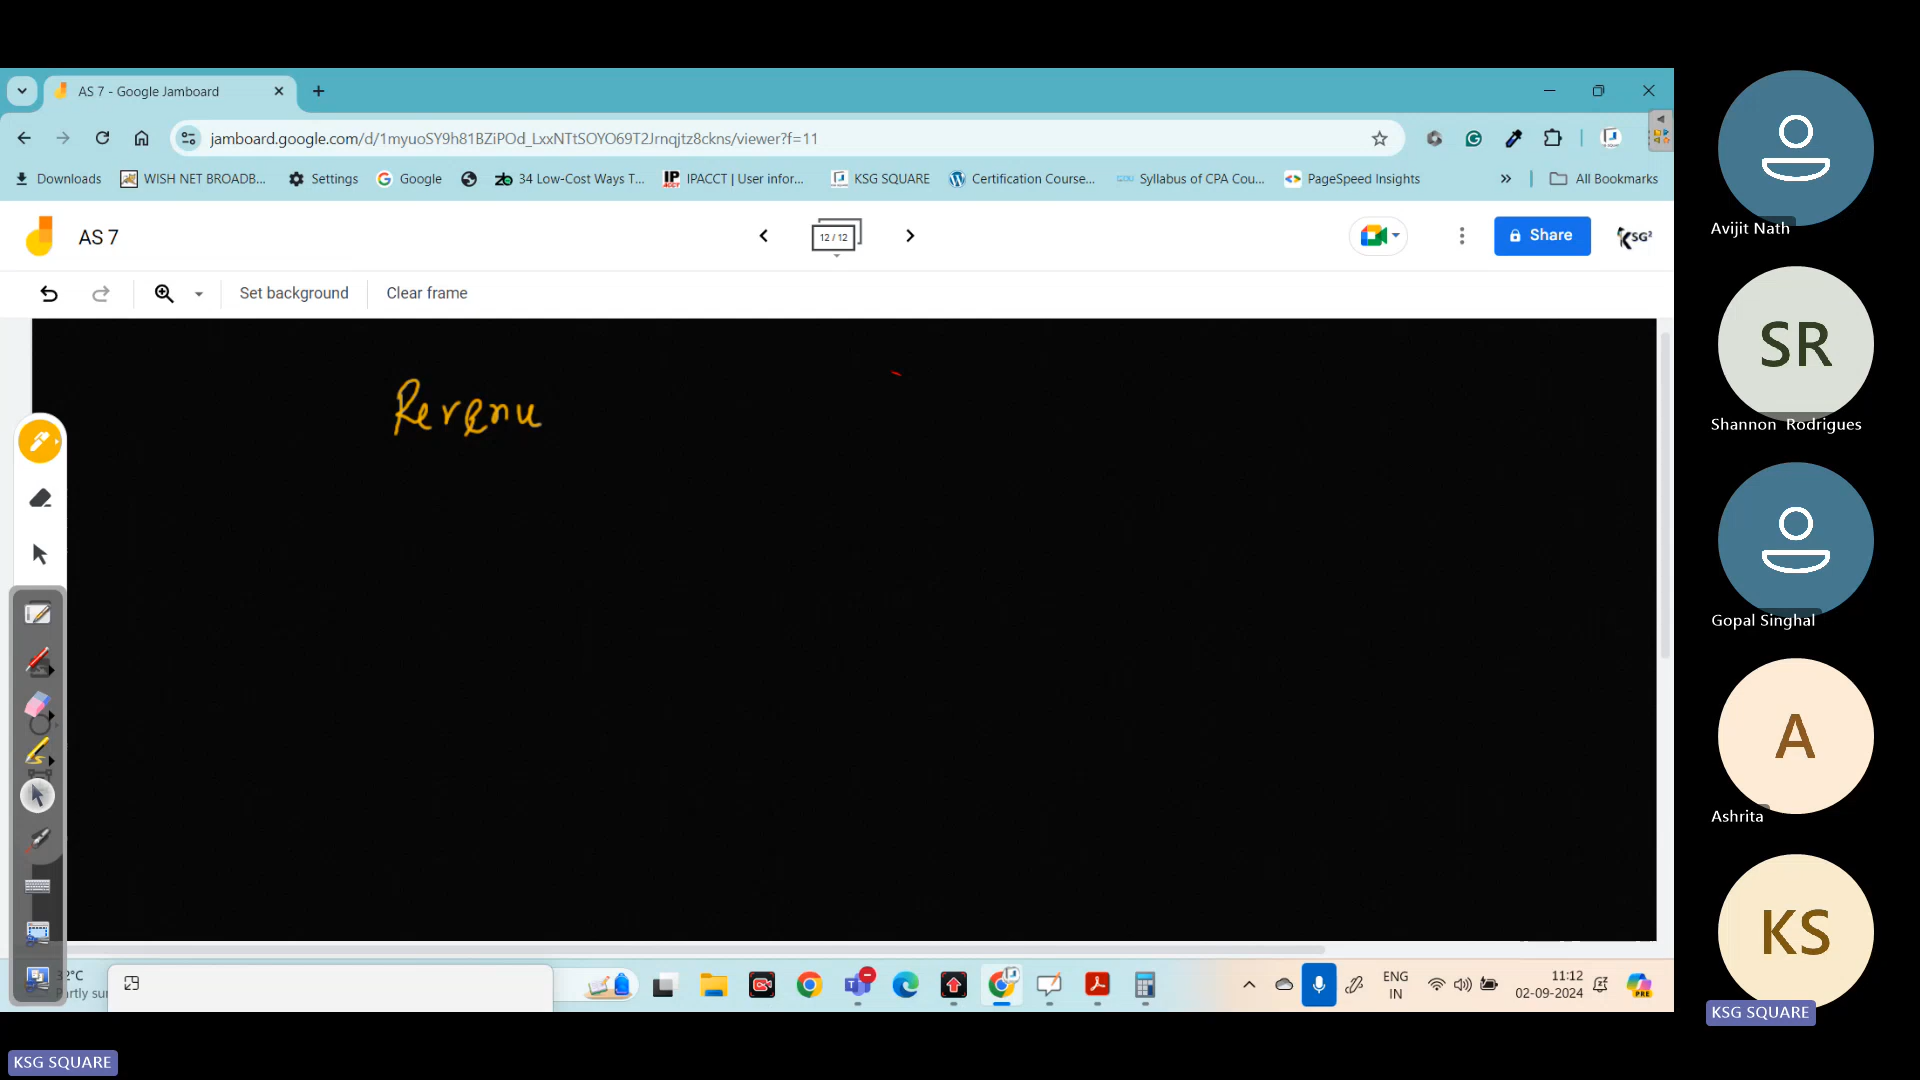 AS 7 - Google Jamboard
jamboard.google.com/d/1myuoSY9h81BZiPOd_LxxNTtSOYO69T2Jrnqjtz8ckns/viewer?f=11
Downloads WISH NET BROADB... Settings Google 34 Low-Cost Ways T... IPACCT | User infor... KSG SQUARE Certification Course... Syllabus of CPA Cou... PageSpeed Insights » All Bookmarks
AS 7 12 / 12 Share KSG²
Set background Clear frame
Revenu
Avijit Nath
SR
Shannon Rodrigues
Gopal Singhal
A
Ashrita
KS
KSG SQUARE
ENG
IN
11:12
02-09-2024
KSG SQUARE